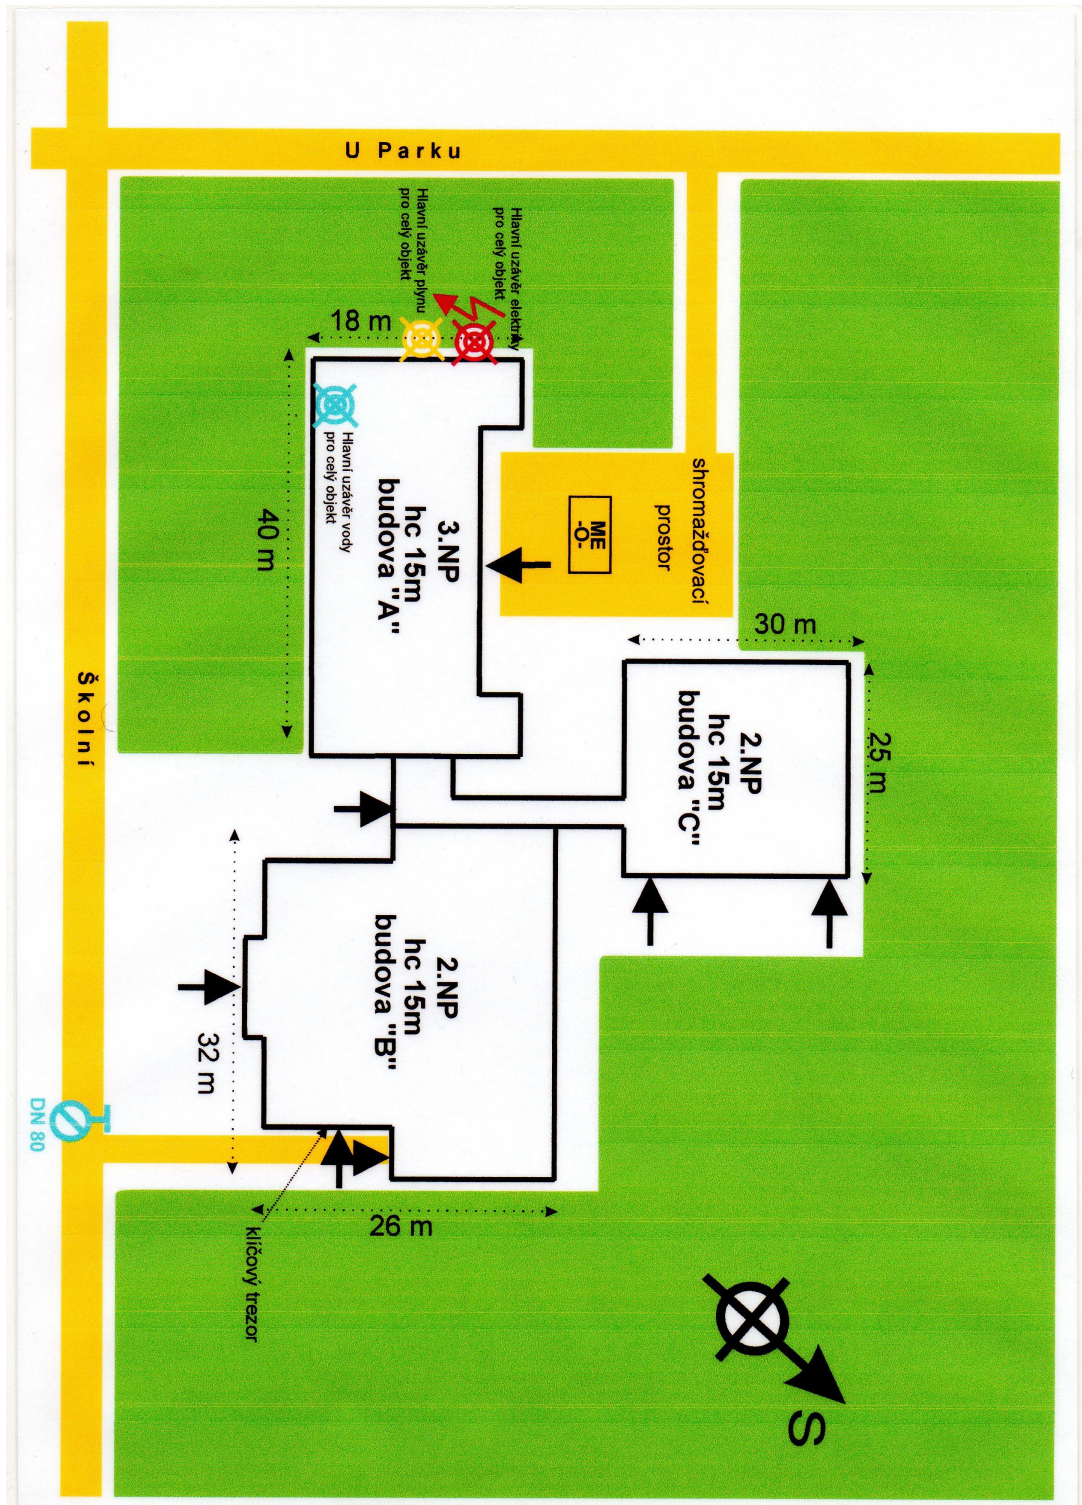 U Parku
Hlavní uzávěr elektriky
pro celý objekt
Hlavní uzávěr plynu
pro celý objekt
18 m
Hlavní uzávěr vody
pro celý objekt
40 m
3.NP
hc 15m
budova "A"
shromažďovací
prostor
ME
-O-
30 m
25 m
2.NP
hc 15m
budova "C"
Školní
2.NP
hc 15m
budova "B"
32 m
DN 80
26 m
klíčový trezor
S